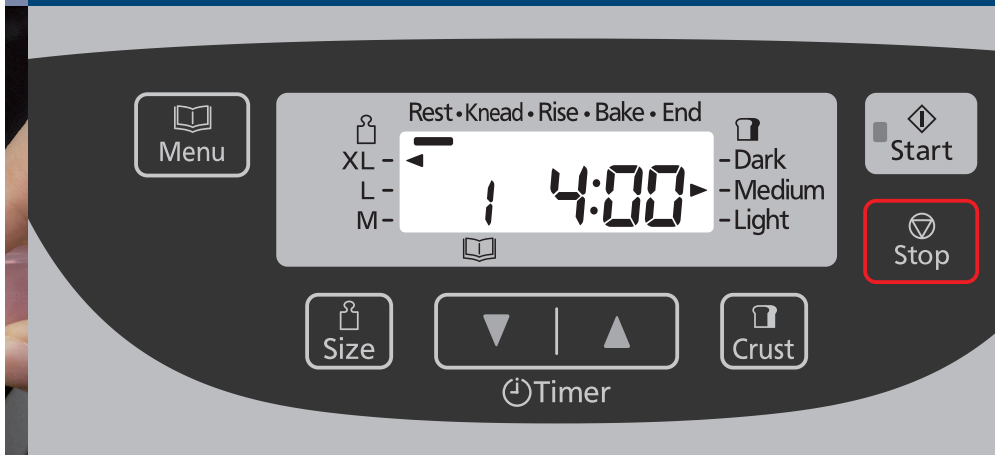 Menu
Rest • Knead • Rise • Bake • End
XL -
L -
M -
1 4:00
- Dark
- Medium
- Light
Start
Stop
Size
Timer
Crust